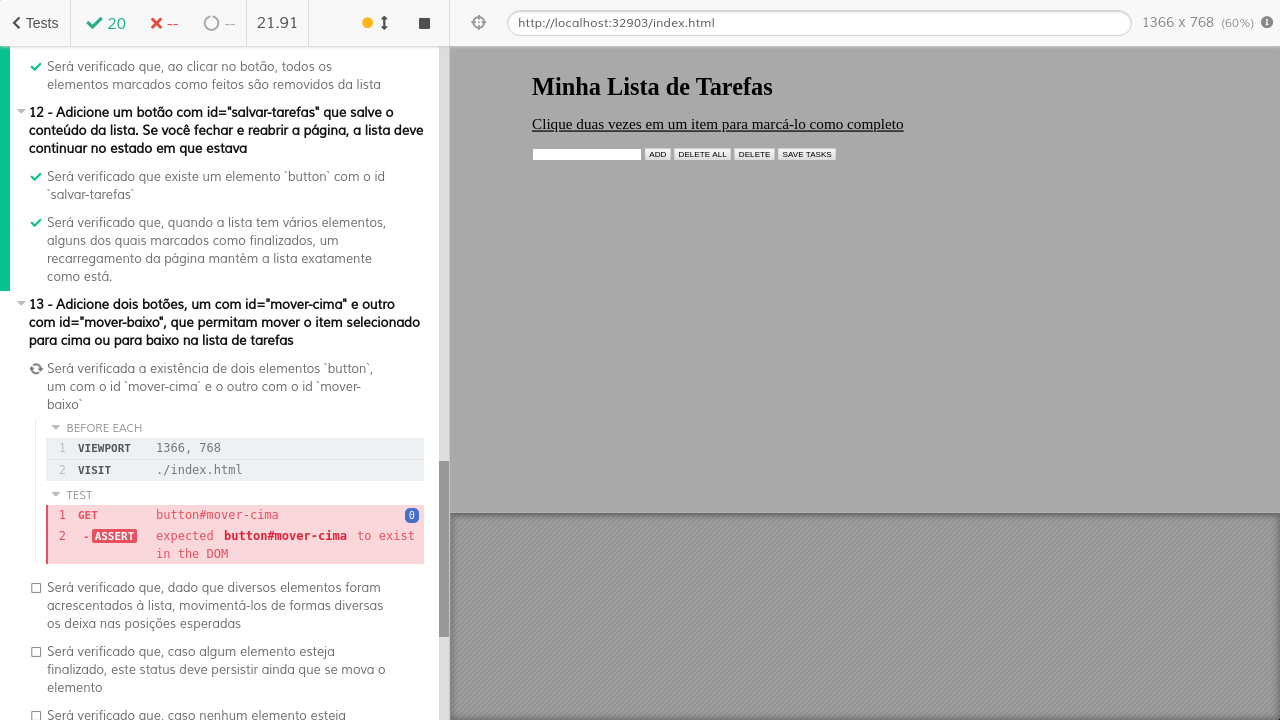 Tests
20
--
--
21.91
http://localhost:32903/index.html
1366 x 768 (60%)
Será verificado que, ao clicar no botão, todos os
elementos marcados como feitos são removidos da lista
12 - Adicione um botão com id="salvar-tarefas" que salve o
conteúdo da lista. Se você fechar e reabrir a página, a lista deve
continuar no estado em que estava
Será verificado que existe um elemento `button` com o id
`salvar-tarefas`
Será verificado que, quando a lista tem vários elementos,
alguns dos quais marcados como finalizados, um
recarregamento da página mantém a lista exatamente
como está.
13 - Adicione dois botões, um com id="mover-cima" e outro
com id="mover-baixo", que permitam mover o item selecionado
para cima ou para baixo na lista de tarefas
Será verificada a existência de dois elementos `button`,
um com o id `mover-cima` e o outro com o id `mover-
baixo`
BEFORE EACH
1 VIEWPORT 1366, 768
2 VISIT ./index.html
TEST
1 GET button#mover-cima 0
2 - ASSERT expected button#mover-cima to exist
in the DOM
Será verificado que, dado que diversos elementos foram
acrescentados à lista, movimentá-los de formas diversas
os deixa nas posições esperadas
Será verificado que, caso algum elemento esteja
finalizado, este status deve persistir ainda que se mova o
elemento
Será verificado que, caso nenhum elemento esteja
Minha Lista de Tarefas
Clique duas vezes em um item para marcá-lo como completo
ADD DELETE ALL DELETE SAVE TASKS